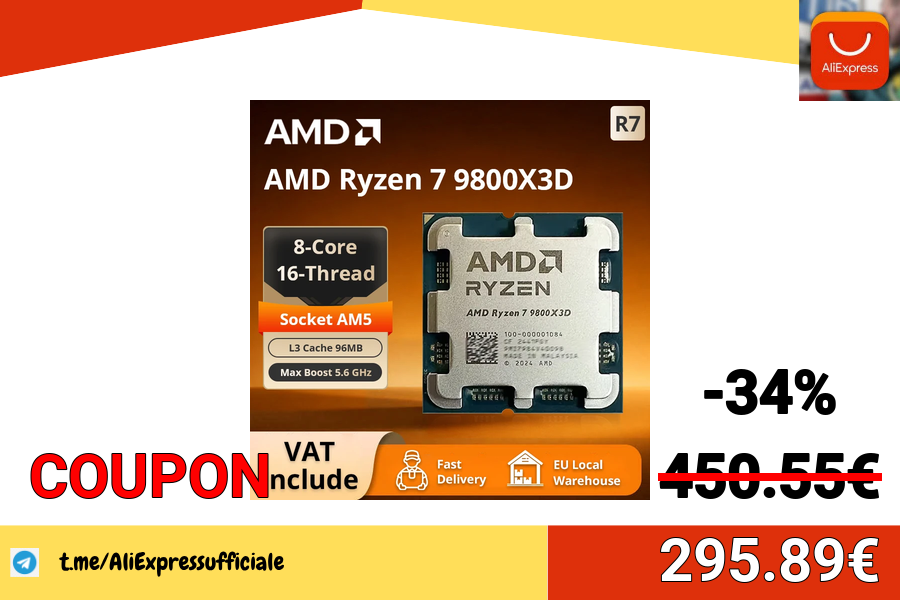 AliExpress
AMD
R7
AMD Ryzen 7 9800X3D
8-Core
16-Thread
Socket AM5
L3 Cache 96MB
Max Boost 5.6 GHz
AMD
RYZEN
AMD Ryzen 7 9800X3D
100-000001084
MADE IN MALAYSIA
© 2024 AMD
-34%
VAT
nclude
Fast
Delivery
EU Local
Warehouse
COUPON
450.55€
t.me/AliExpressufficiale
295.89€